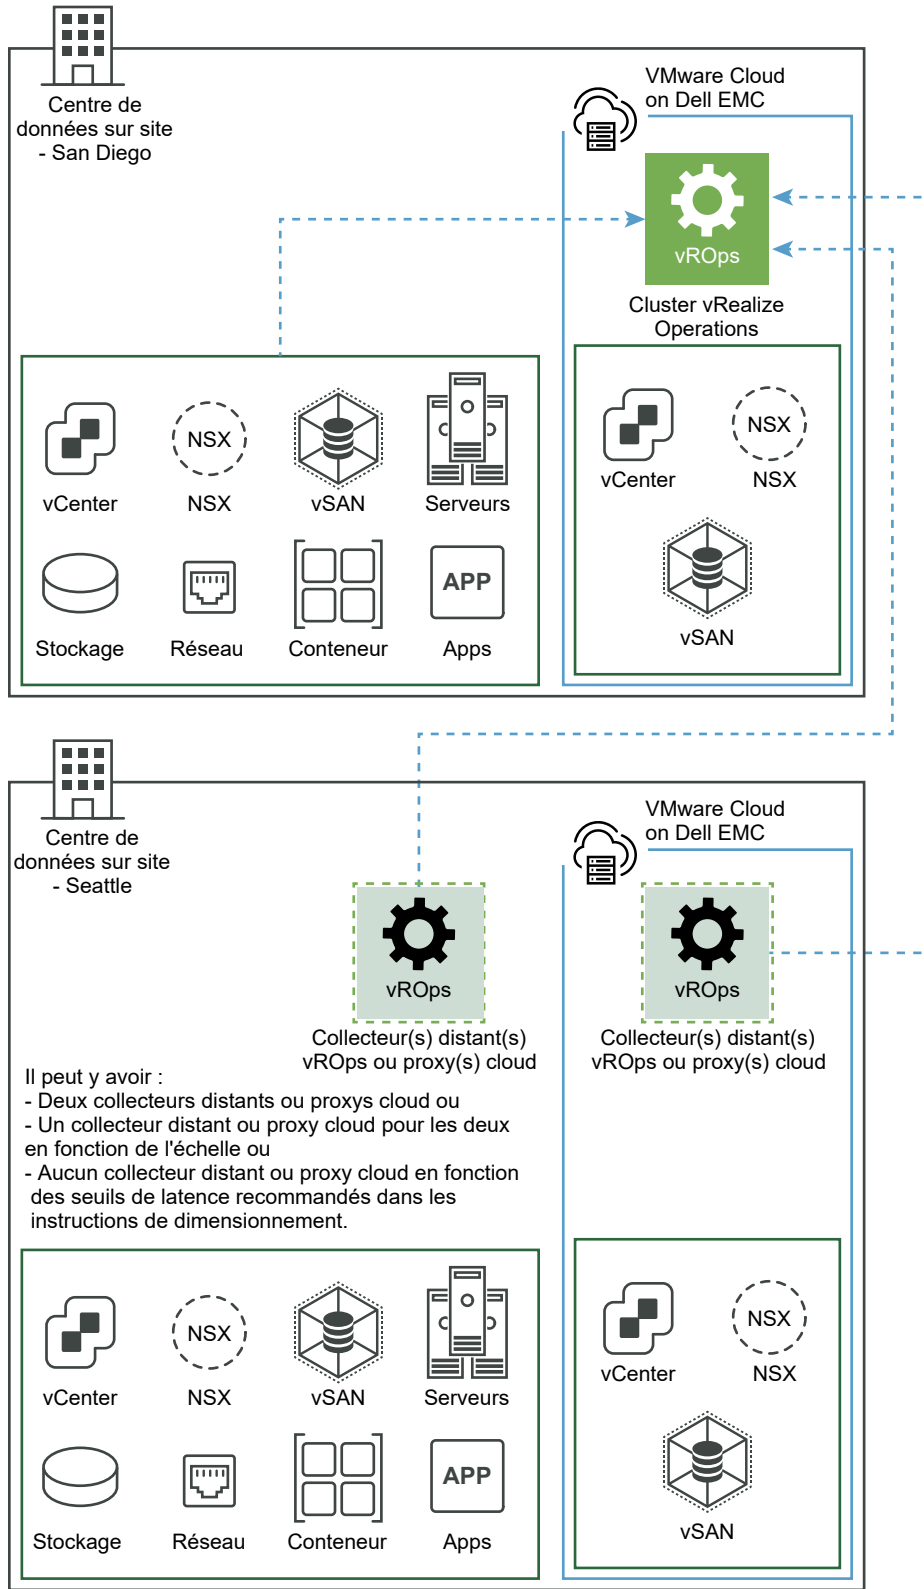 Centre de
données sur site
- San Diego
VMware Cloud
on Dell EMC
vROps
Cluster vRealize
Operations
vCenter
NSX
NSX
vSAN
Serveurs
Stockage
Réseau
Conteneur
APP
Apps
vCenter
NSX
NSX
vSAN
Centre de
données sur site
- Seattle
VMware Cloud
on Dell EMC
vROps
Collecteur(s) distant(s)
vROps ou proxy(s) cloud
vROps
Collecteur(s) distant(s)
vROps ou proxy(s) cloud
Il peut y avoir :
- Deux collecteurs distants ou proxys cloud ou
- Un collecteur distant ou proxy cloud pour les deux
en fonction de l'échelle ou
- Aucun collecteur distant ou proxy cloud en fonction
des seuils de latence recommandés dans les
instructions de dimensionnement.
vCenter
NSX
NSX
vSAN
Serveurs
Stockage
Réseau
Conteneur
APP
Apps
vCenter
NSX
NSX
vSAN